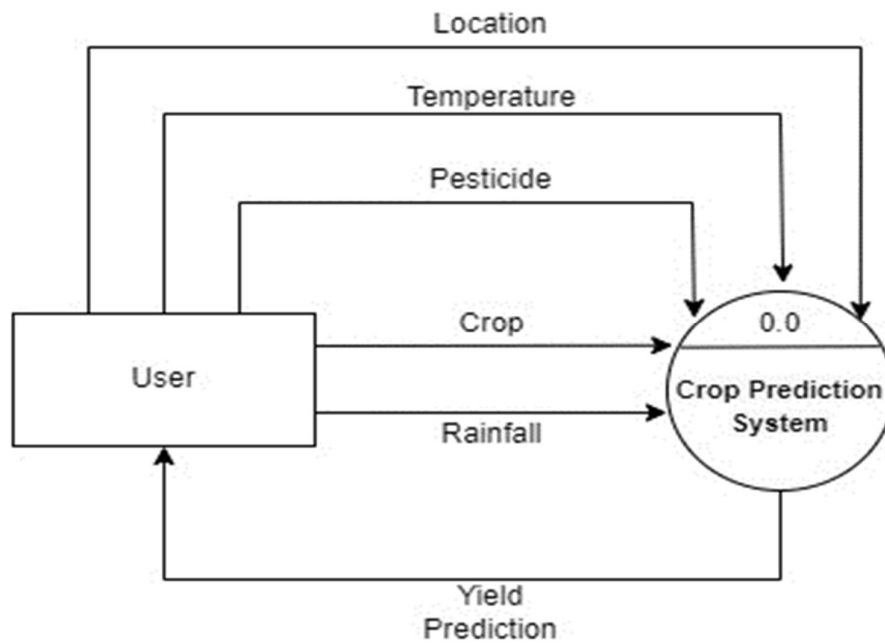 Location
Temperature
Pesticide
Crop
0.0
User
Crop Prediction
System
Rainfall
Yield
Prediction